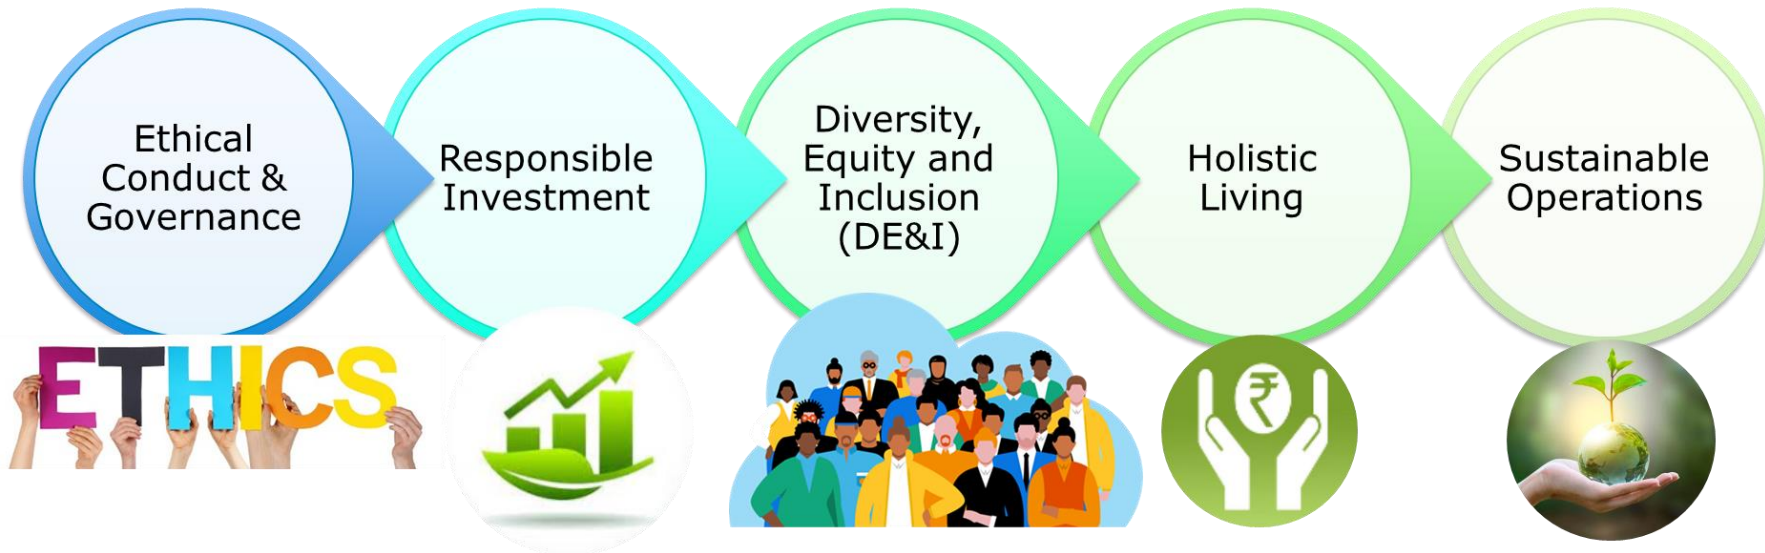 Ethical
Conduct &
Governance
Responsible
Investment
Diversity,
Equity and
Inclusion
(DE&I)
Holistic
Living
Sustainable
Operations
ETHICS
₹